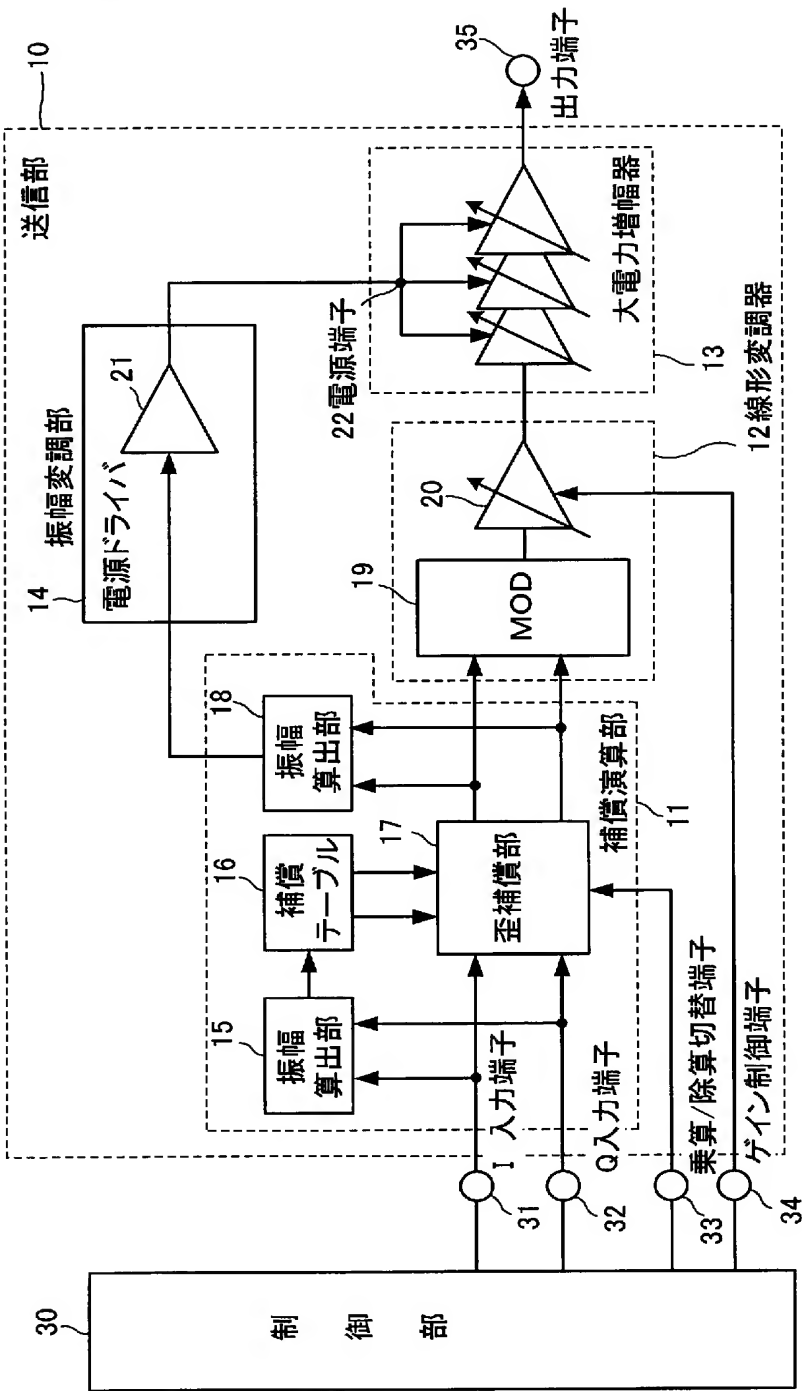 10
送信部
振幅変調部
14
電源ドライバ
21
35
出力端子
22電源端子
大電力増幅器
13
12線形変調器
20
19
MOD
18
振幅
算出部
16
補償
テーブル
15
振幅
算出部
17
歪補償部
補償演算部
11
I 入力端子
31
Q入力端子
32
乗算/除算切替端子
33
ゲイン制御端子
34
30
制御部